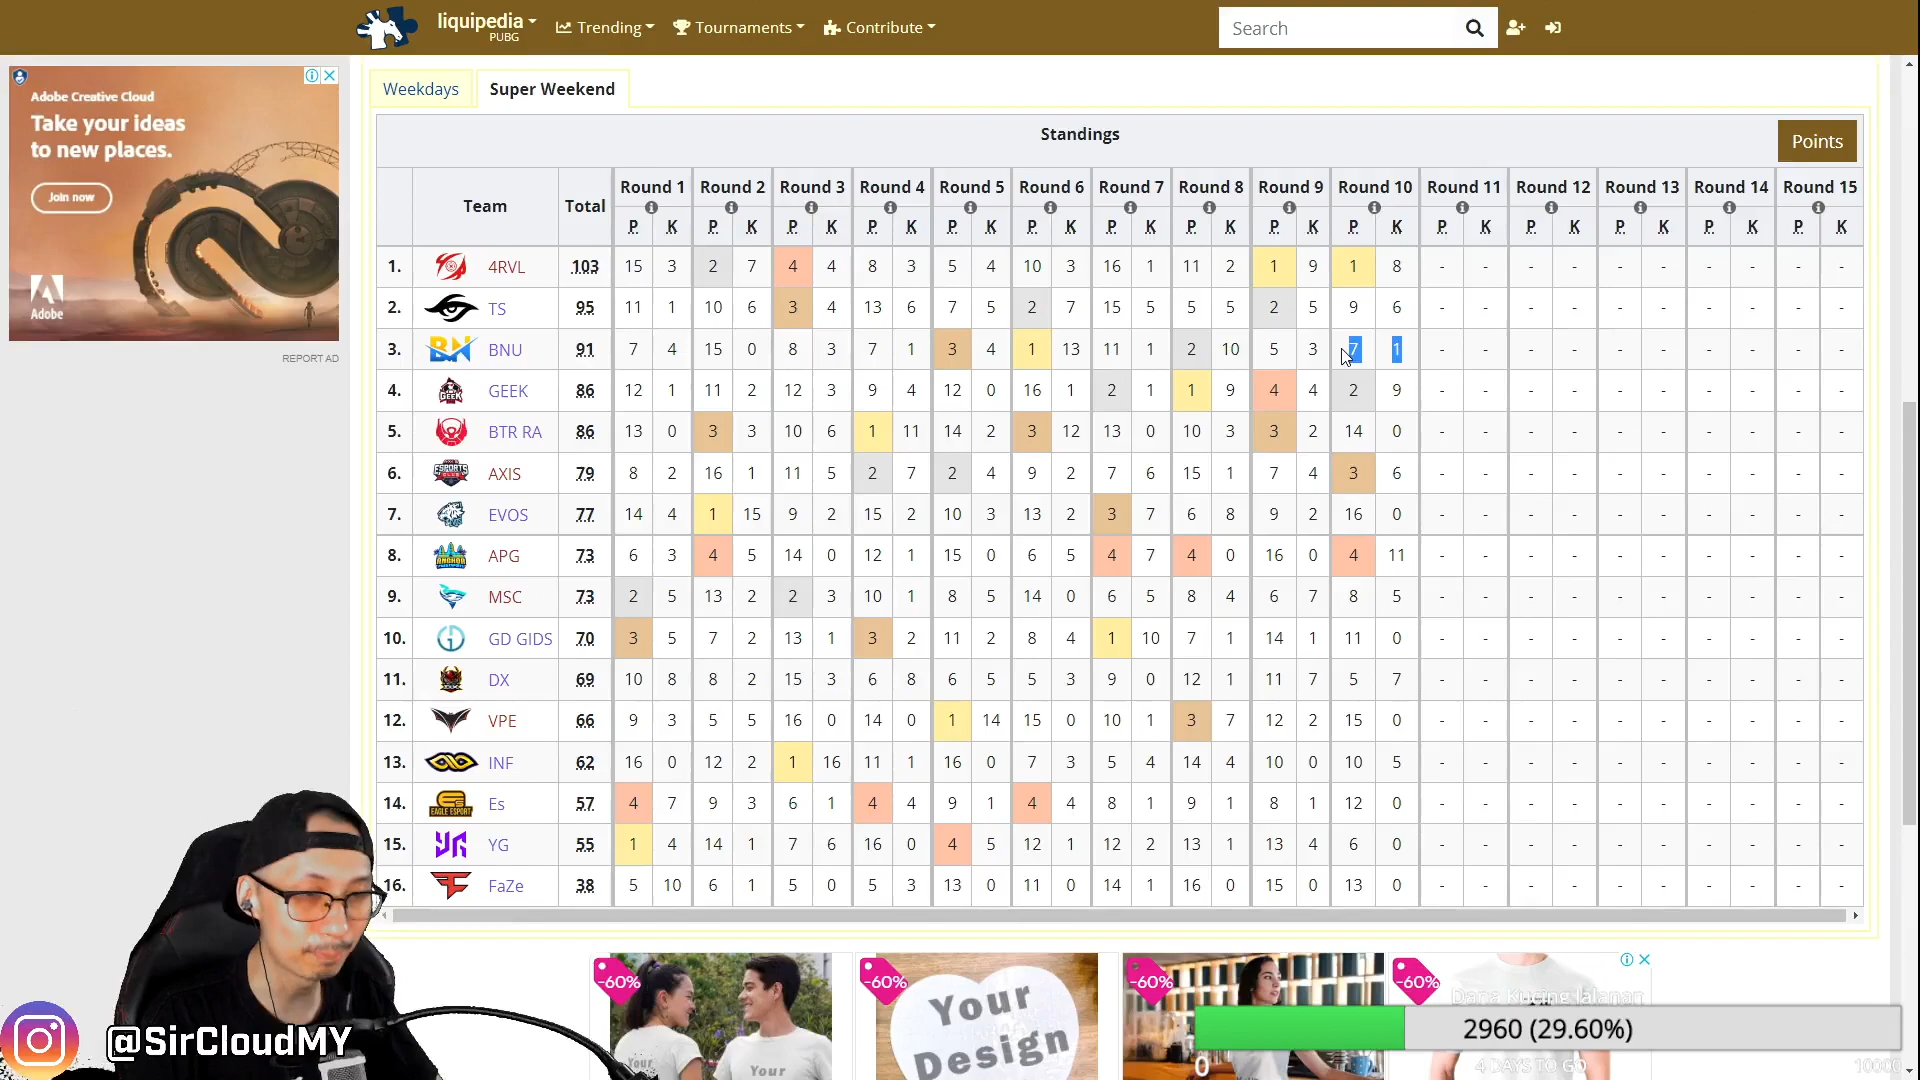 liquipedia
PUBG
Trending
Tournaments
Contribute
Search
Adobe Creative Cloud
Take your ideas
to new places.
Join now
Adobe
REPORT AD
Weekdays
Super Weekend
Standings
Points
Team Total Round 1 Round 2 Round 3 Round 4 Round 5 Round 6 Round 7 Round 8 Round 9 Round 10 Round 11 Round 12 Round 13 Round 14 Round 15
P K P K P K P K P K P K P K P K P K P K P K P K P K P K P K
1. 4RVL 103 15 3 2 7 4 4 8 3 5 4 10 3 16 1 11 2 1 9 1 8 - - - - - - - - - -
2. TS 95 11 1 10 6 3 4 13 6 7 5 2 7 15 5 5 5 2 5 9 6 - - - - - - - - - -
3. BN BNU 91 7 4 15 0 8 3 7 1 3 4 1 13 11 1 2 10 5 3 7 1 - - - - - - - - - -
4. GEEK GEEK 86 12 1 11 2 12 3 9 4 12 0 16 1 2 1 1 9 4 4 2 9 - - - - - - - - - -
5. BTR RA 86 13 0 3 3 10 6 1 11 14 2 3 12 13 0 10 3 3 2 14 0 - - - - - - - - - -
6. ESPORTS AXIS 79 8 2 16 1 11 5 2 7 2 4 9 2 7 6 15 1 7 4 3 6 - - - - - - - - - -
7. EVOS 77 14 4 1 15 9 2 15 2 10 3 13 2 3 7 6 8 9 2 16 0 - - - - - - - - - -
8. APG 73 6 3 4 5 14 0 12 1 15 0 6 5 4 7 4 0 16 0 4 11 - - - - - - - - - -
9. MSC 73 2 5 13 2 2 3 10 1 8 5 14 0 6 5 8 4 6 7 8 5 - - - - - - - - - -
10. GD GIDS 70 3 5 7 2 13 1 3 2 11 2 8 4 1 10 7 1 14 1 11 0 - - - - - - - - - -
11. DX 69 10 8 8 2 15 3 6 8 6 5 5 3 9 0 12 1 11 7 5 7 - - - - - - - - - -
12. VPE 66 9 3 5 5 16 0 14 0 1 14 15 0 10 1 3 7 12 2 15 0 - - - - - - - - - -
13. INF 62 16 0 12 2 1 16 11 1 16 0 7 3 5 4 14 4 10 0 10 5 - - - - - - - - - -
14. EAGLE ESPORT Es 57 4 7 9 3 6 1 4 4 9 1 4 4 8 1 9 1 8 1 12 0 - - - - - - - - - -
15. YG 55 1 4 14 1 7 6 16 0 4 5 12 1 12 2 13 1 13 4 6 0 - - - - - - - - - -
16. FaZe 38 5 10 6 1 5 0 5 3 13 0 11 0 14 1 16 0 15 0 13 0 - - - - - - - - - -
-60%
-60%
-60%
-60%
Your
Your
Your
Design
Dana Kucing Jalanan
2960 (29.60%)
0
4 DAYS TO GO
10000
@SirCloudMY